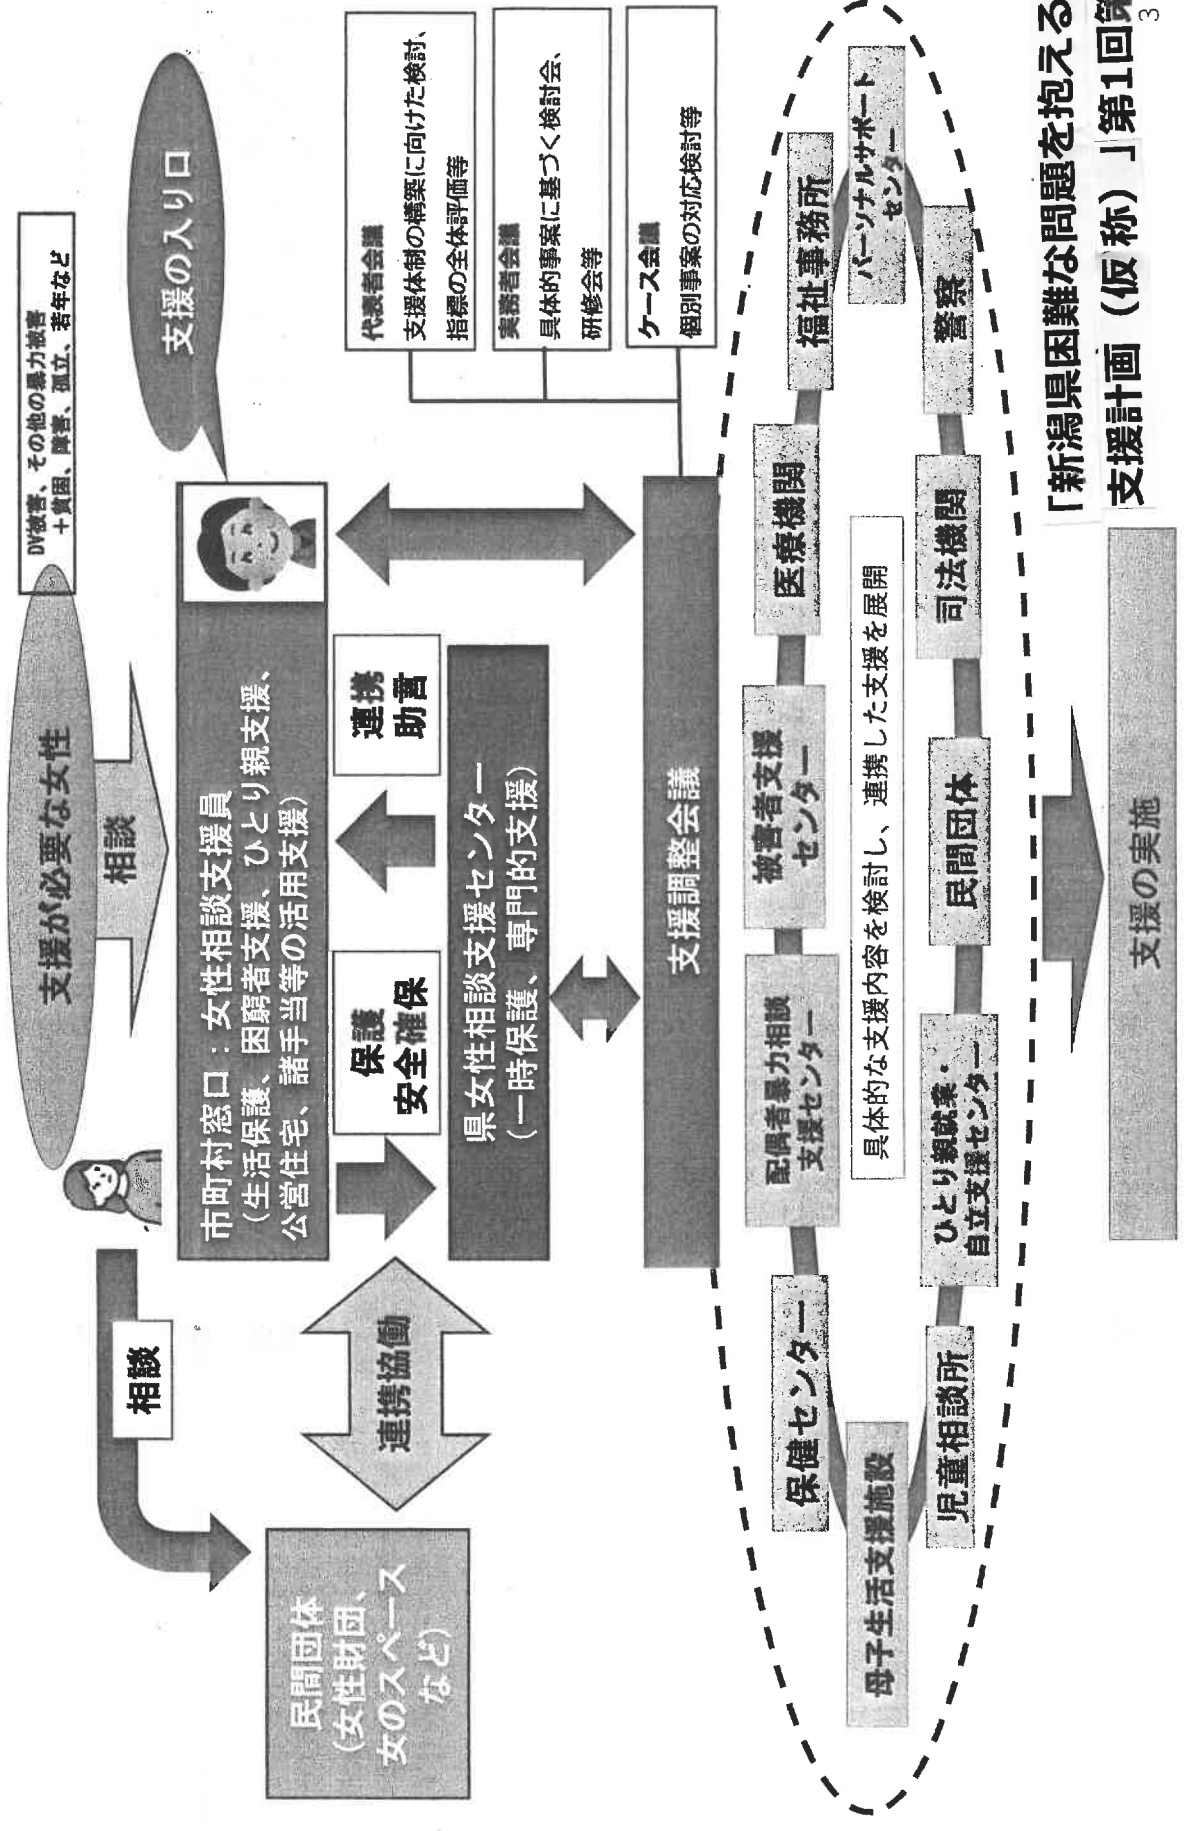 支援が必要な女性
DV被害、その他の暴力被害
＋貧困、障害、孤立、若年など
相談
相談
支援の入り口
市町村窓口：女性相談支援員
（生活保護、困窮者支援、ひとり親支援、
公営住宅、諸手当等の活用支援）
民間団体
（女性財団、
女のスペース
など）
連携協働
保護
安全確保
連携
助言
県女性相談支援センター
（一時保護、専門的支援）
代表者会議
支援体制の構築に向けた検討、
指標の全体評価等
実務者会議
具体的事案に基づく検討会、
研修会等
ケース会議
個別事案の対応検討等
支援調整会議
保健センター
配偶者暴力相談
支援センター
被害者支援
センター
医療機関
福祉事務所
母子生活支援施設
具体的な支援内容を検討し、連携した支援を展開
パーソナルサポート
センター
児童相談所
ひとり親就業・
自立支援センター
民間団体
司法機関
警察
支援の実施
「新潟県困難な問題を抱える
支援計画（仮称）」第1回第
3